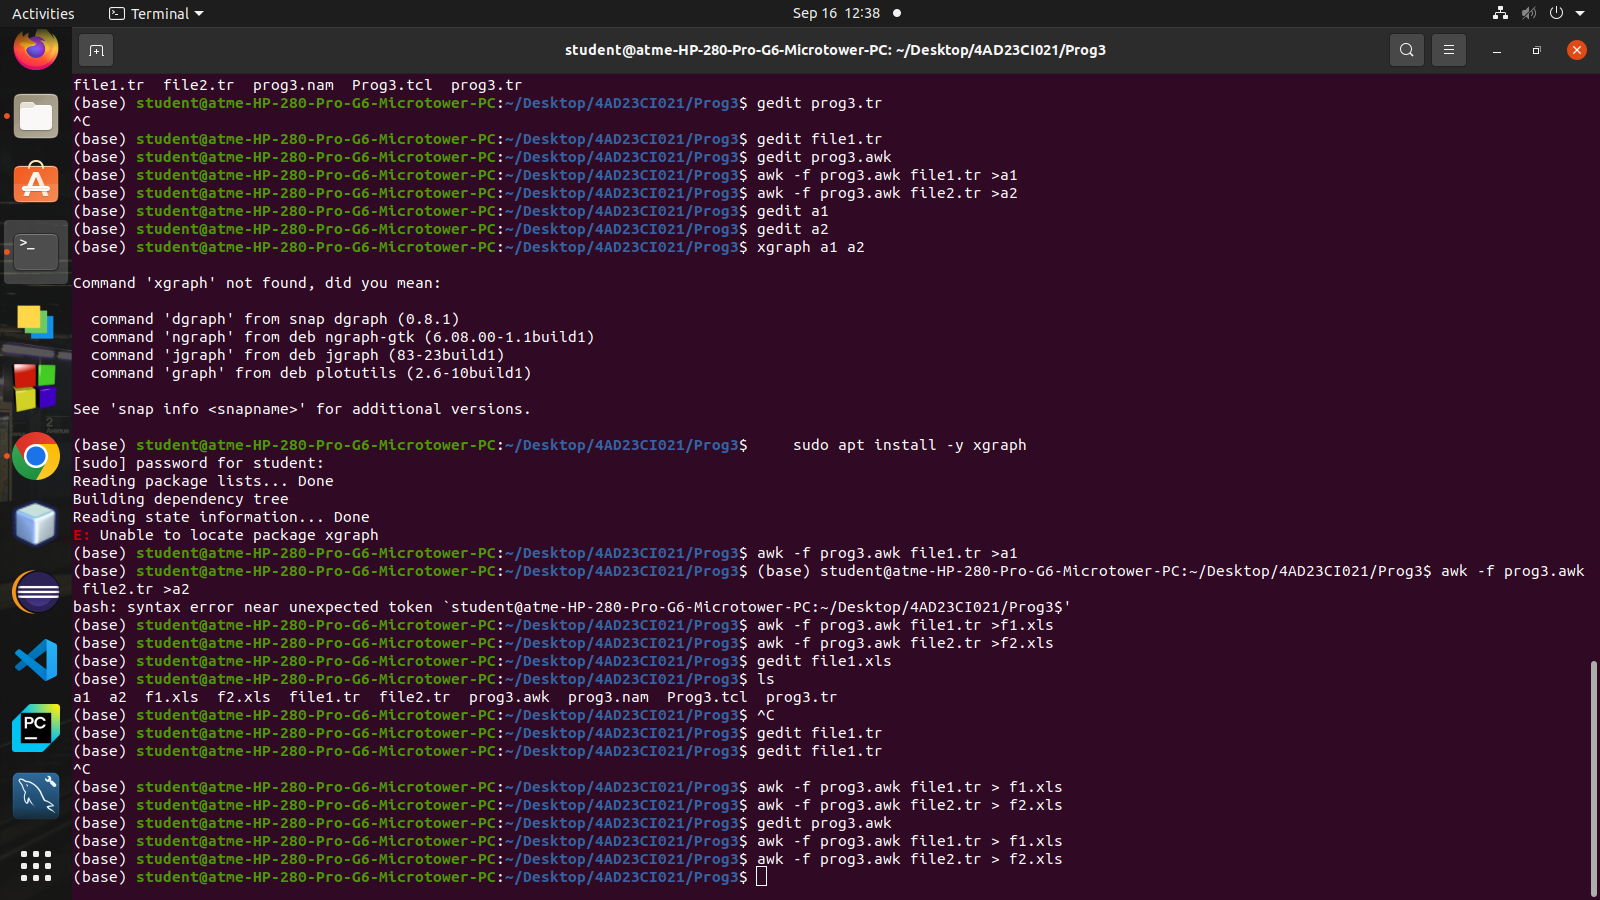 Activities
Terminal
Sep 16 12:38
student@atme-HP-280-Pro-G6-Microtower-PC: ~/Desktop/4AD23CI021/Prog3
file1.tr  file2.tr  prog3.nam  Prog3.tcl  prog3.tr
(base) student@atme-HP-280-Pro-G6-Microtower-PC:~/Desktop/4AD23CI021/Prog3$ gedit prog3.tr
^C
(base) student@atme-HP-280-Pro-G6-Microtower-PC:~/Desktop/4AD23CI021/Prog3$ gedit file1.tr
(base) student@atme-HP-280-Pro-G6-Microtower-PC:~/Desktop/4AD23CI021/Prog3$ gedit prog3.awk
(base) student@atme-HP-280-Pro-G6-Microtower-PC:~/Desktop/4AD23CI021/Prog3$ awk -f prog3.awk file1.tr >a1
(base) student@atme-HP-280-Pro-G6-Microtower-PC:~/Desktop/4AD23CI021/Prog3$ awk -f prog3.awk file2.tr >a2
(base) student@atme-HP-280-Pro-G6-Microtower-PC:~/Desktop/4AD23CI021/Prog3$ gedit a1
(base) student@atme-HP-280-Pro-G6-Microtower-PC:~/Desktop/4AD23CI021/Prog3$ gedit a2
(base) student@atme-HP-280-Pro-G6-Microtower-PC:~/Desktop/4AD23CI021/Prog3$ xgraph a1 a2
Command 'xgraph' not found, did you mean:
  command 'dgraph' from snap dgraph (0.8.1)
  command 'ngraph' from deb ngraph-gtk (6.08.00-1.1build1)
  command 'jgraph' from deb jgraph (83-23build1)
  command 'graph' from deb plotutils (2.6-10build1)
See 'snap info <snapname>' for additional versions.
(base) student@atme-HP-280-Pro-G6-Microtower-PC:~/Desktop/4AD23CI021/Prog3$     sudo apt install -y xgraph
[sudo] password for student:
Reading package lists... Done
Building dependency tree
Reading state information... Done
E: Unable to locate package xgraph
(base) student@atme-HP-280-Pro-G6-Microtower-PC:~/Desktop/4AD23CI021/Prog3$ awk -f prog3.awk file1.tr >a1
(base) student@atme-HP-280-Pro-G6-Microtower-PC:~/Desktop/4AD23CI021/Prog3$ (base) student@atme-HP-280-Pro-G6-Microtower-PC:~/Desktop/4AD23CI021/Prog3$ awk -f prog3.awk
 file2.tr >a2
bash: syntax error near unexpected token `student@atme-HP-280-Pro-G6-Microtower-PC:~/Desktop/4AD23CI021/Prog3$'
(base) student@atme-HP-280-Pro-G6-Microtower-PC:~/Desktop/4AD23CI021/Prog3$ awk -f prog3.awk file1.tr >f1.xls
(base) student@atme-HP-280-Pro-G6-Microtower-PC:~/Desktop/4AD23CI021/Prog3$ awk -f prog3.awk file2.tr >f2.xls
(base) student@atme-HP-280-Pro-G6-Microtower-PC:~/Desktop/4AD23CI021/Prog3$ gedit file1.xls
(base) student@atme-HP-280-Pro-G6-Microtower-PC:~/Desktop/4AD23CI021/Prog3$ ls
a1  a2  f1.xls  f2.xls  file1.tr  file2.tr  prog3.awk  prog3.nam  Prog3.tcl  prog3.tr
(base) student@atme-HP-280-Pro-G6-Microtower-PC:~/Desktop/4AD23CI021/Prog3$ ^C
(base) student@atme-HP-280-Pro-G6-Microtower-PC:~/Desktop/4AD23CI021/Prog3$ gedit file1.tr
(base) student@atme-HP-280-Pro-G6-Microtower-PC:~/Desktop/4AD23CI021/Prog3$ gedit file1.tr
^C
(base) student@atme-HP-280-Pro-G6-Microtower-PC:~/Desktop/4AD23CI021/Prog3$ awk -f prog3.awk file1.tr > f1.xls
(base) student@atme-HP-280-Pro-G6-Microtower-PC:~/Desktop/4AD23CI021/Prog3$ awk -f prog3.awk file2.tr > f2.xls
(base) student@atme-HP-280-Pro-G6-Microtower-PC:~/Desktop/4AD23CI021/Prog3$ gedit prog3.awk
(base) student@atme-HP-280-Pro-G6-Microtower-PC:~/Desktop/4AD23CI021/Prog3$ awk -f prog3.awk file1.tr > f1.xls
(base) student@atme-HP-280-Pro-G6-Microtower-PC:~/Desktop/4AD23CI021/Prog3$ awk -f prog3.awk file2.tr > f2.xls
(base) student@atme-HP-280-Pro-G6-Microtower-PC:~/Desktop/4AD23CI021/Prog3$
PC